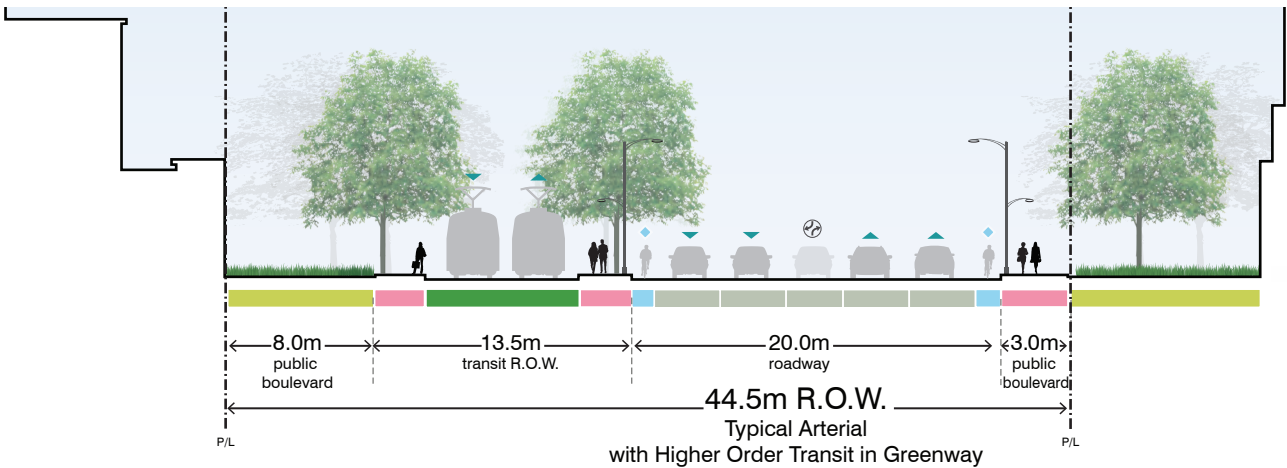 8.0m
public
boulevard
13.5m
transit R.O.W.
20.0m
roadway
3.0m
public
boulevard
44.5m R.O.W.
Typical Arterial
with Higher Order Transit in Greenway
P/L
P/L